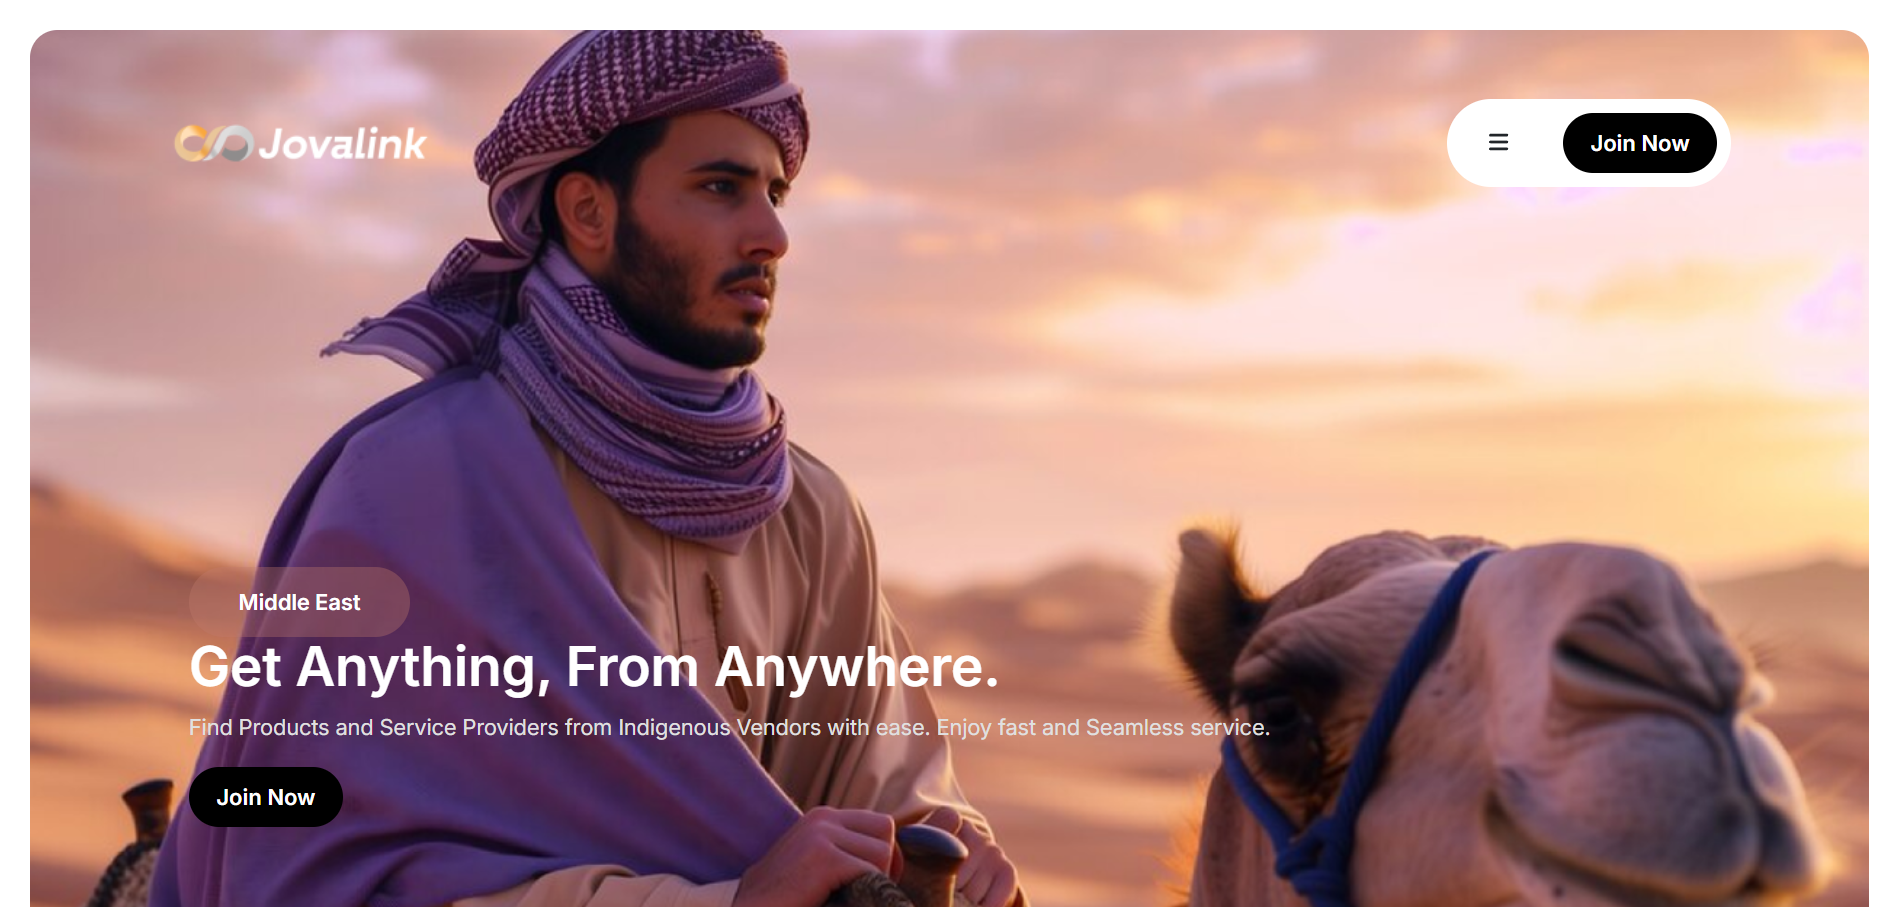 Jovalink
Join Now
Middle East
Get Anything, From Anywhere.
Find Products and Service Providers from Indigenous Vendors with ease. Enjoy fast and Seamless service.
Join Now